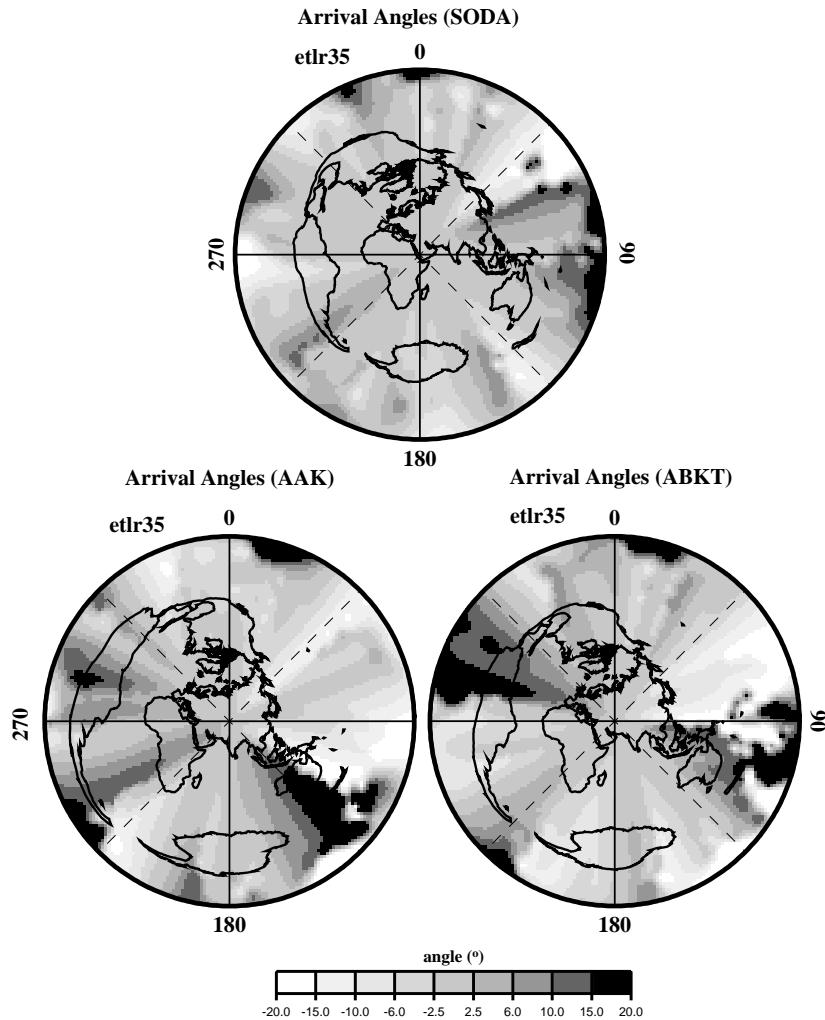 Arrival Angles (SODA)
etlr35
0
270
90
180
Arrival Angles (AAK)
Arrival Angles (ABKT)
etlr35
0
etlr35
0
270
90
180
180
angle (°)
-20.0 -15.0 -10.0 -6.0 -2.5 2.5 6.0 10.0 15.0 20.0